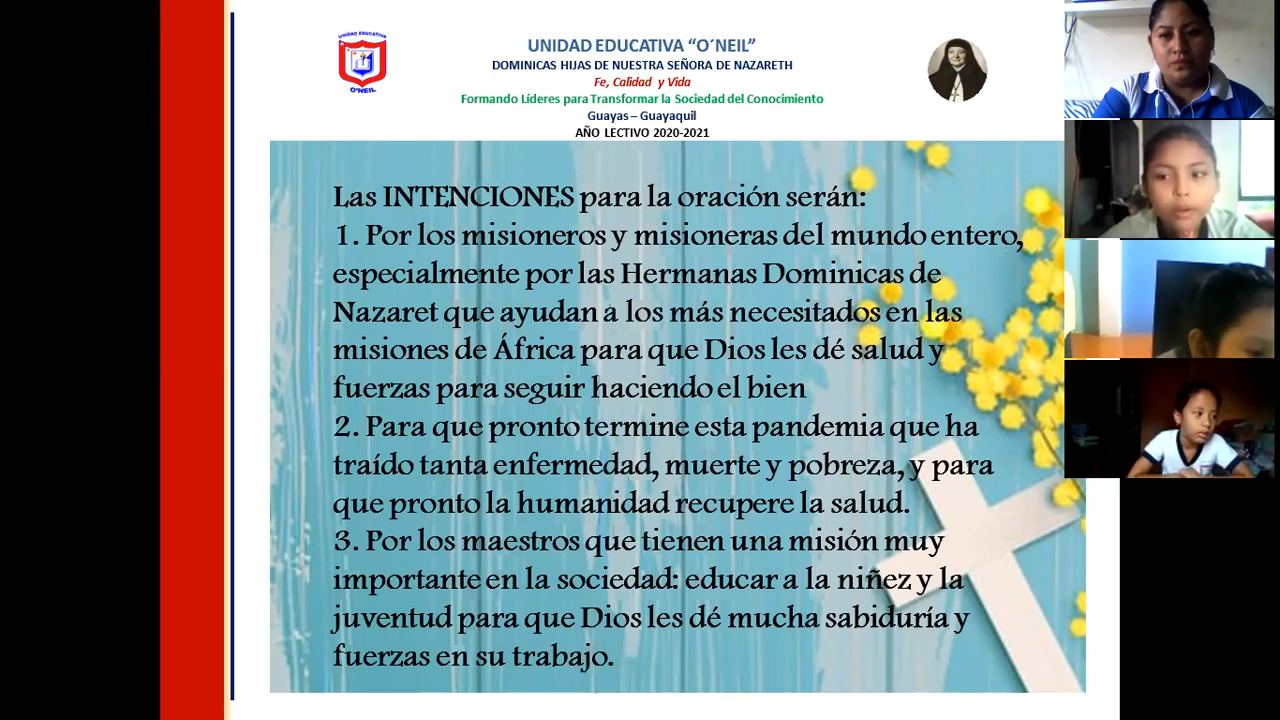 UNIDAD EDUCATIVA
O'NEIL
UNIDAD EDUCATIVA “O´NEIL”
DOMINICAS HIJAS DE NUESTRA SEÑORA DE NAZARETH
Fe, Calidad y Vida
Formando Líderes para Transformar la Sociedad del Conocimiento
Guayas – Guayaquil
AÑO LECTIVO 2020-2021
Las INTENCIONES para la oración serán:
1. Por los misioneros y misioneras del mundo entero,
especialmente por las Hermanas Dominicas de
Nazaret que ayudan a los más necesitados en las
misiones de África para que Dios les dé salud y
fuerzas para seguir haciendo el bien
2. Para que pronto termine esta pandemia que ha
traído tanta enfermedad, muerte y pobreza, y para
que pronto la humanidad recupere la salud.
3. Por los maestros que tienen una misión muy
importante en la sociedad: educar a la niñez y la
juventud para que Dios les dé mucha sabiduría y
fuerzas en su trabajo.